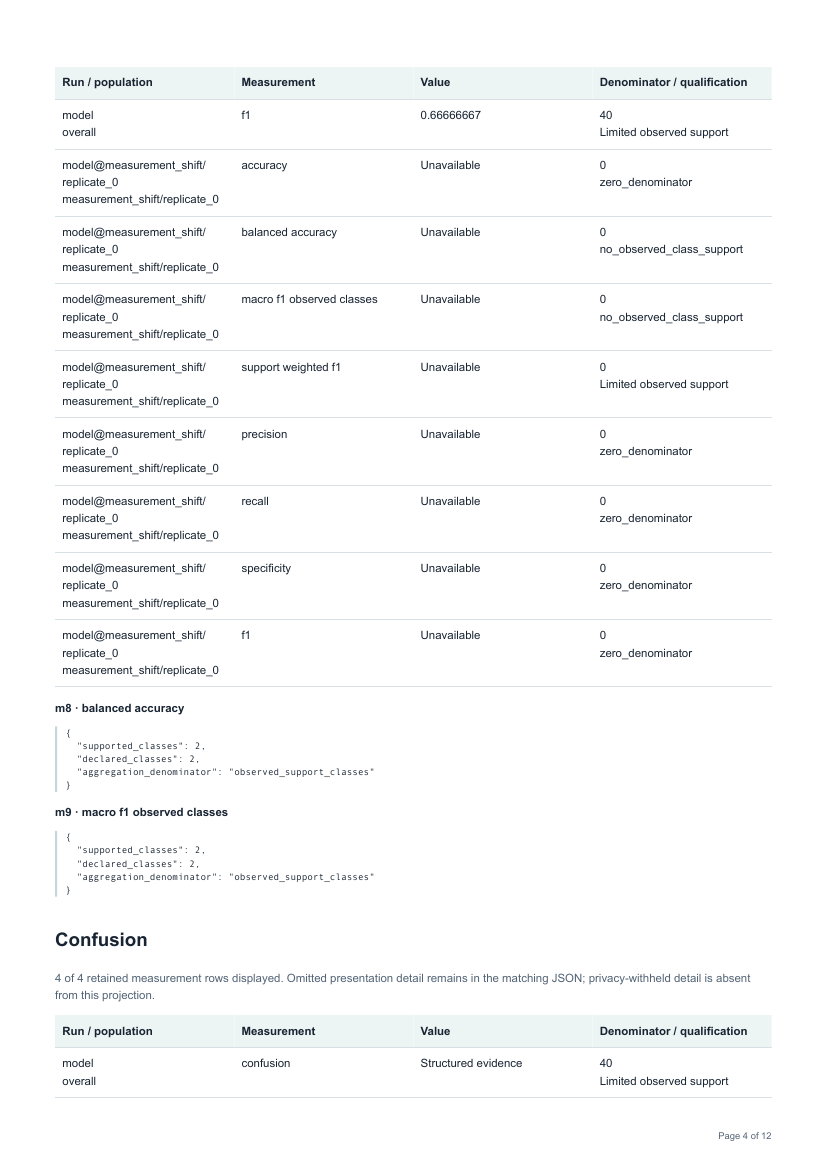 Run / population Measurement Value Denominator / qualification
model f1 0.66666667 40
overall Limited observed support
model@measurement_shift/ accuracy Unavailable 0
replicate_0 zero_denominator
measurement_shift/replicate_0
model@measurement_shift/ balanced accuracy Unavailable 0
replicate_0 no_observed_class_support
measurement_shift/replicate_0
model@measurement_shift/ macro f1 observed classes Unavailable 0
replicate_0 no_observed_class_support
measurement_shift/replicate_0
model@measurement_shift/ support weighted f1 Unavailable 0
replicate_0 Limited observed support
measurement_shift/replicate_0
model@measurement_shift/ precision Unavailable 0
replicate_0 zero_denominator
measurement_shift/replicate_0
model@measurement_shift/ recall Unavailable 0
replicate_0 zero_denominator
measurement_shift/replicate_0
model@measurement_shift/ specificity Unavailable 0
replicate_0 zero_denominator
measurement_shift/replicate_0
model@measurement_shift/ f1 Unavailable 0
replicate_0 zero_denominator
measurement_shift/replicate_0
m8 · balanced accuracy
{
"supported_classes": 2,
"declared_classes": 2,
"aggregation_denominator": "observed_support_classes"
}
m9 · macro f1 observed classes
{
"supported_classes": 2,
"declared_classes": 2,
"aggregation_denominator": "observed_support_classes"
}
Confusion
4 of 4 retained measurement rows displayed. Omitted presentation detail remains in the matching JSON; privacy-withheld detail is absent
from this projection.
Run / population Measurement Value Denominator / qualification
model confusion Structured evidence 40
overall Limited observed support
Page 4 of 12